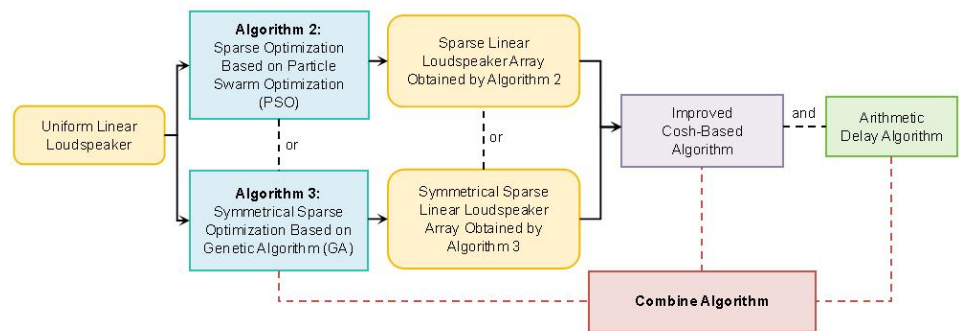 Uniform Linear
Loudspeaker
Algorithm 2:
Sparse Optimization
Based on Particle
Swarm Optimization
(PSO)
or
Algorithm 3:
Symmetrical Sparse
Optimization Based on
Genetic Algorithm (GA)
Sparse Linear
Loudspeaker Array
Obtained by Algorithm 2
or
Symmetrical Sparse
Linear Loudspeaker
Array Obtained by
Algorithm 3
Improved
Cosh-Based
Algorithm
and
Arithmetic
Delay Algorithm
Combine Algorithm